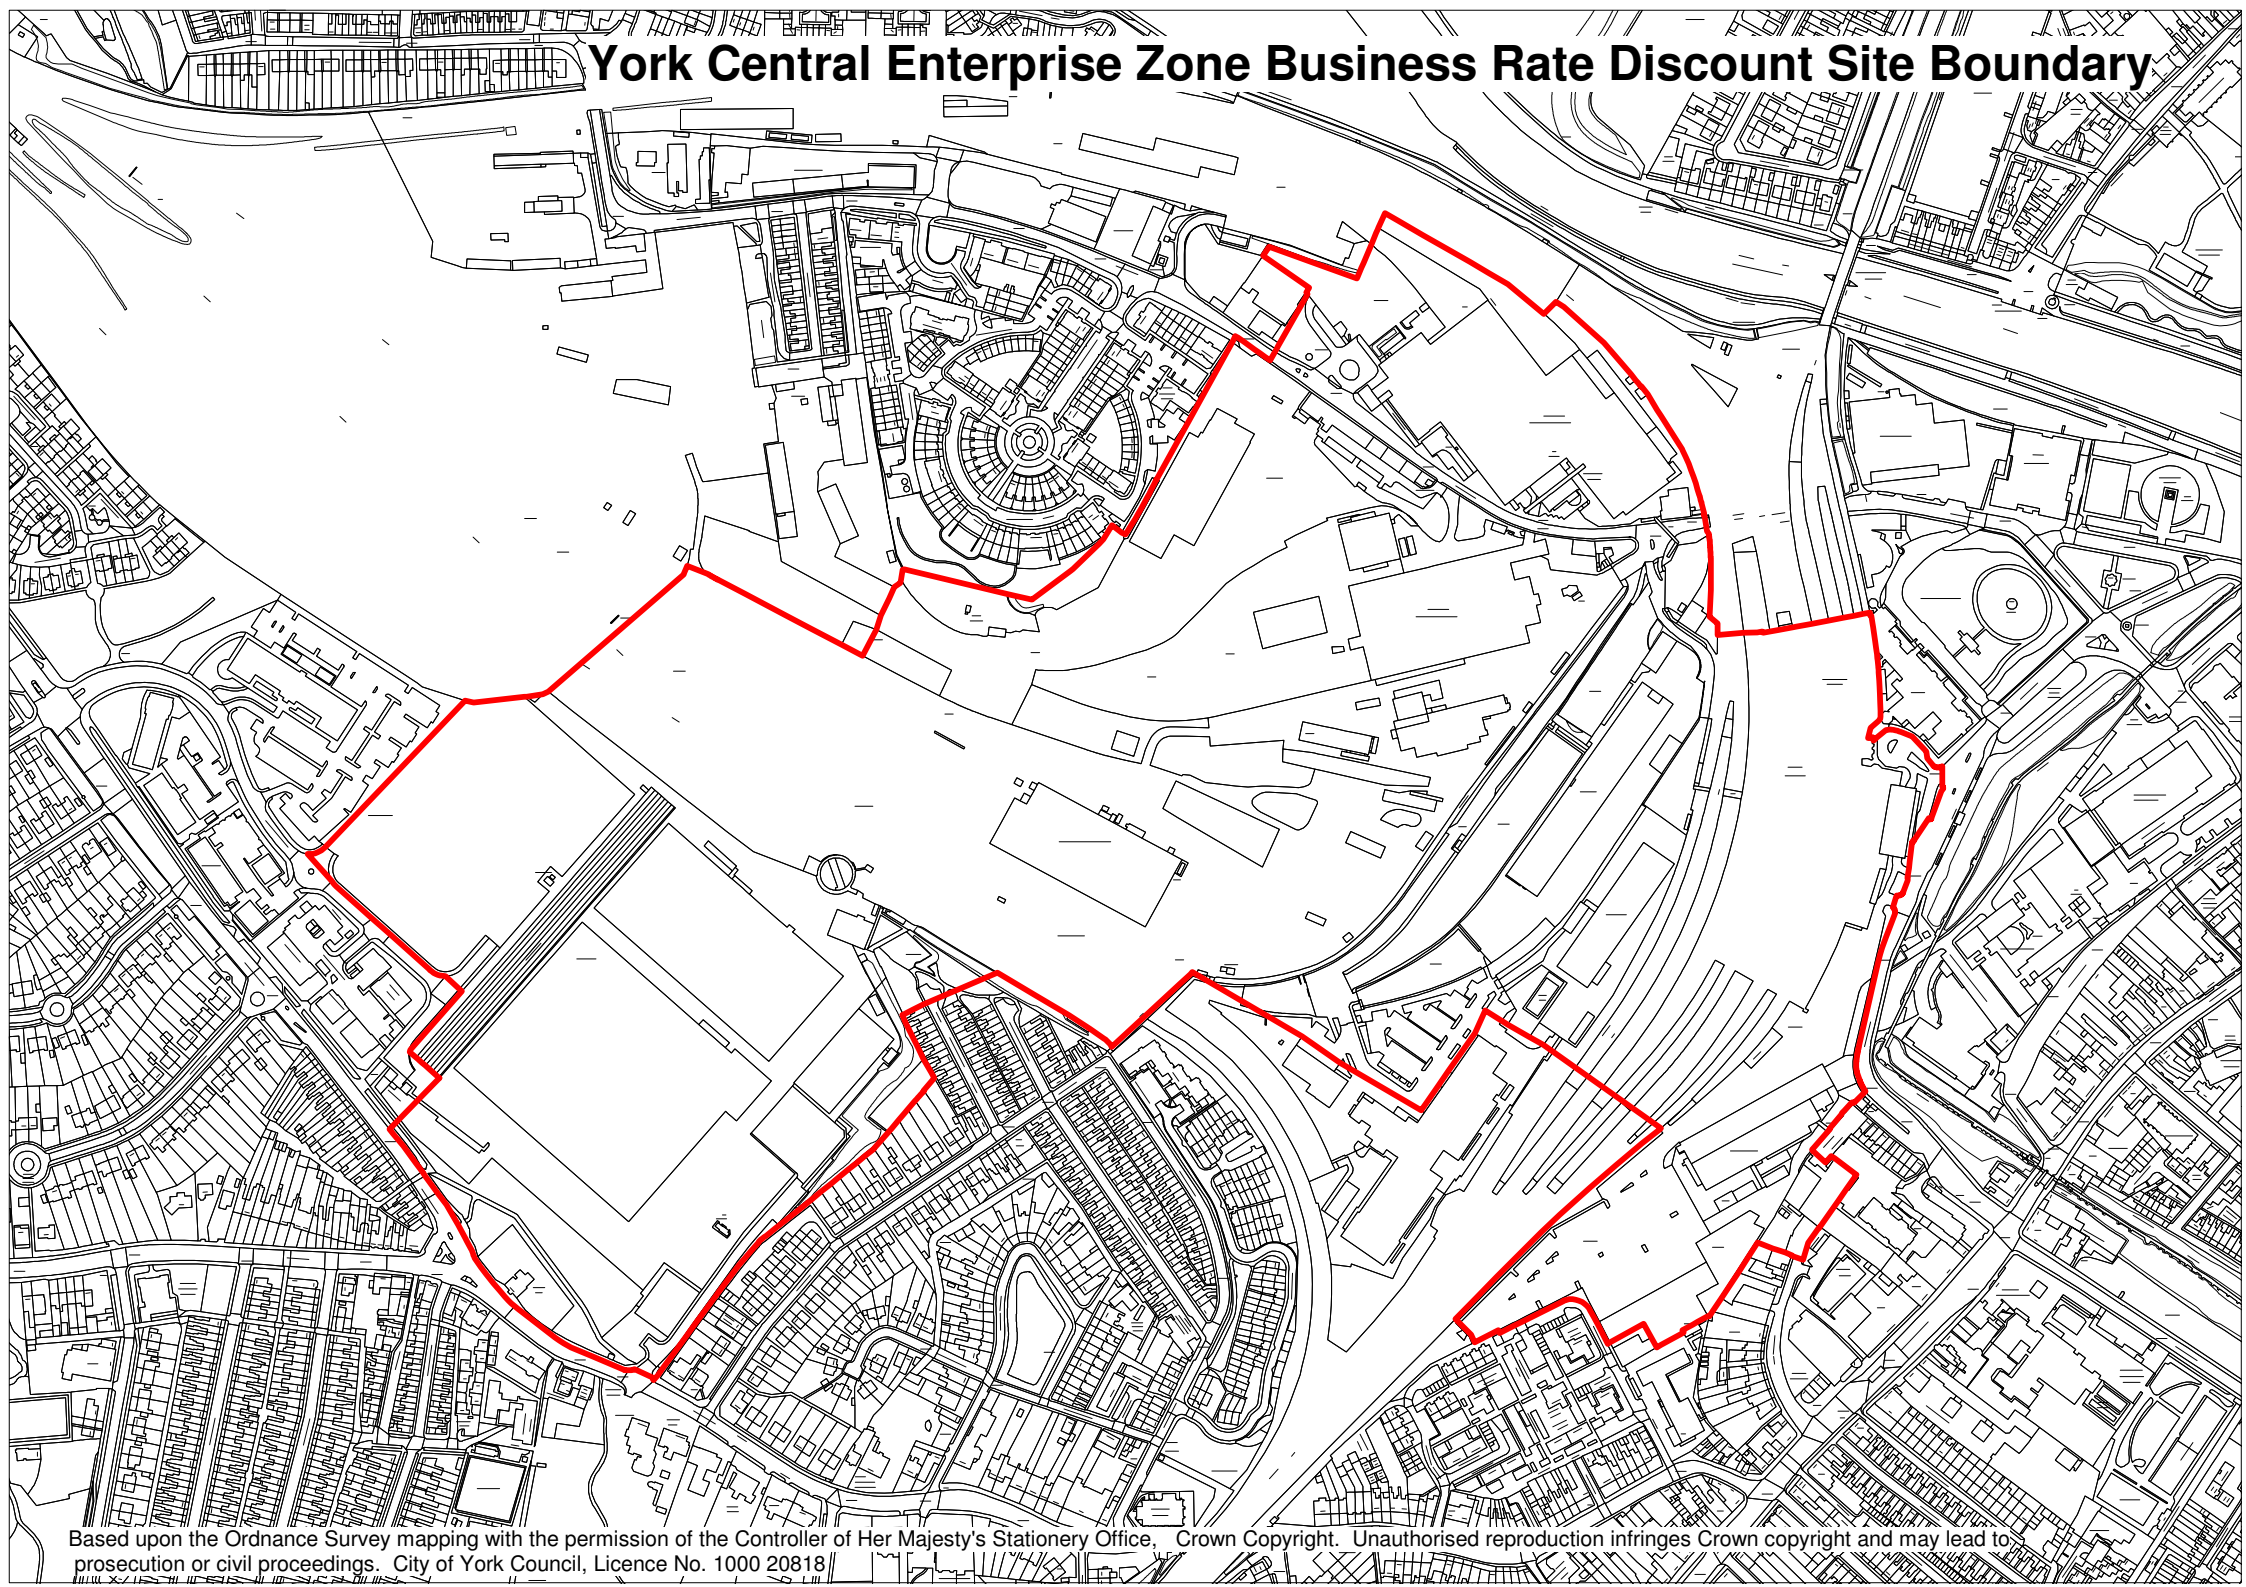 York Central Enterprise Zone Business Rate Discount Site Boundary
Based upon the Ordnance Survey mapping with the permission of the Controller of Her Majesty's Stationery Office, Crown Copyright. Unauthorised reproduction infringes Crown copyright and may lead to
prosecution or civil proceedings. City of York Council, Licence No. 1000 20818